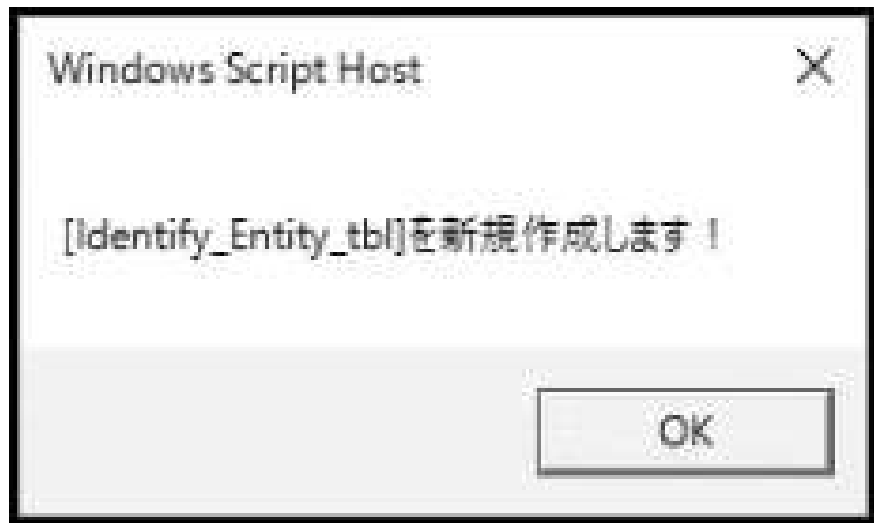 Windows Script Host
[Identify_Entity_tbl]を新規作成します！
OK